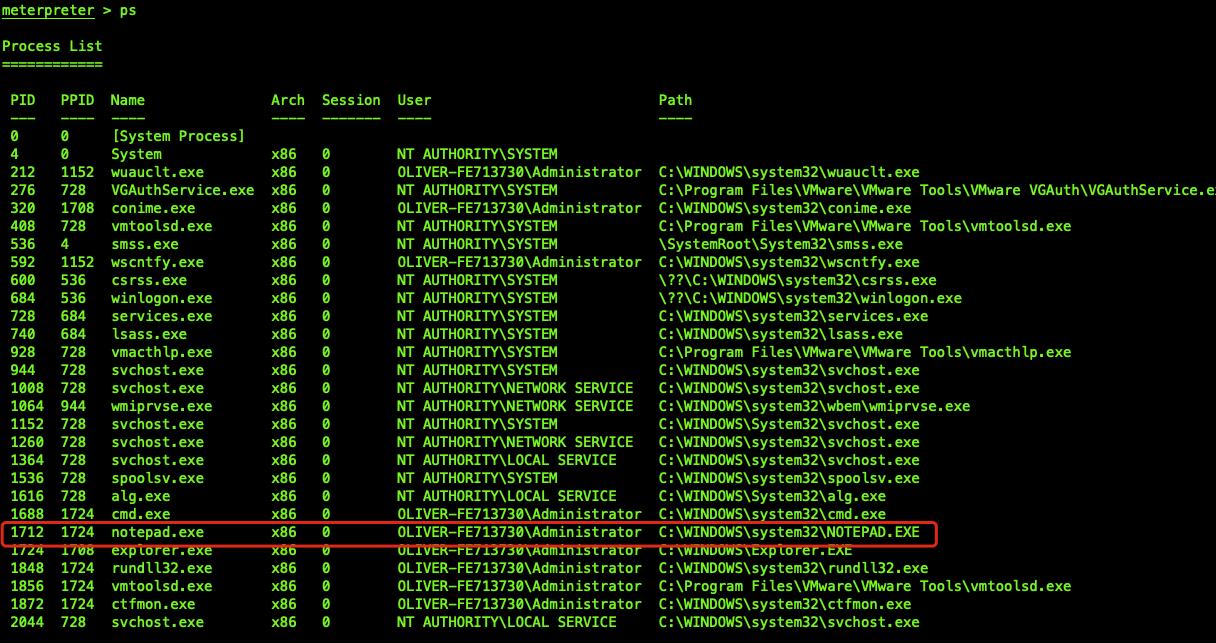 meterpreter > ps
Process List
============
PID PPID Name Arch Session User Path
--- ---- ---- ---- ------- ---- ----
0 0 [System Process]
4 0 System x86 0 NT AUTHORITY\SYSTEM
212 1152 wuauclt.exe x86 0 OLIVER-FE713730\Administrator C:\WINDOWS\system32\wuauclt.exe
276 728 VGAuthService.exe x86 0 NT AUTHORITY\SYSTEM C:\Program Files\VMware\VMware Tools\VMware VGAuth\VGAuthService.e
320 1708 conime.exe x86 0 OLIVER-FE713730\Administrator C:\WINDOWS\system32\conime.exe
408 728 vmtoolsd.exe x86 0 NT AUTHORITY\SYSTEM C:\Program Files\VMware\VMware Tools\vmtoolsd.exe
536 4 smss.exe x86 0 NT AUTHORITY\SYSTEM \SystemRoot\System32\smss.exe
592 1152 wscntfy.exe x86 0 OLIVER-FE713730\Administrator C:\WINDOWS\system32\wscntfy.exe
600 536 csrss.exe x86 0 NT AUTHORITY\SYSTEM \??\C:\WINDOWS\system32\csrss.exe
684 536 winlogon.exe x86 0 NT AUTHORITY\SYSTEM \??\C:\WINDOWS\system32\winlogon.exe
728 684 services.exe x86 0 NT AUTHORITY\SYSTEM C:\WINDOWS\system32\services.exe
740 684 lsass.exe x86 0 NT AUTHORITY\SYSTEM C:\WINDOWS\system32\lsass.exe
928 728 vmacthlp.exe x86 0 NT AUTHORITY\SYSTEM C:\Program Files\VMware\VMware Tools\vmacthlp.exe
944 728 svchost.exe x86 0 NT AUTHORITY\SYSTEM C:\WINDOWS\system32\svchost.exe
1008 728 svchost.exe x86 0 NT AUTHORITY\NETWORK SERVICE C:\WINDOWS\system32\svchost.exe
1064 944 wmiprvse.exe x86 0 NT AUTHORITY\NETWORK SERVICE C:\WINDOWS\system32\wbem\wmiprvse.exe
1152 728 svchost.exe x86 0 NT AUTHORITY\SYSTEM C:\WINDOWS\System32\svchost.exe
1260 728 svchost.exe x86 0 NT AUTHORITY\NETWORK SERVICE C:\WINDOWS\system32\svchost.exe
1364 728 svchost.exe x86 0 NT AUTHORITY\LOCAL SERVICE C:\WINDOWS\system32\svchost.exe
1536 728 spoolsv.exe x86 0 NT AUTHORITY\SYSTEM C:\WINDOWS\system32\spoolsv.exe
1616 728 alg.exe x86 0 NT AUTHORITY\LOCAL SERVICE C:\WINDOWS\System32\alg.exe
1688 1724 cmd.exe x86 0 OLIVER-FE713730\Administrator C:\WINDOWS\system32\cmd.exe
1712 1724 notepad.exe x86 0 OLIVER-FE713730\Administrator C:\WINDOWS\system32\NOTEPAD.EXE
1724 1708 explorer.exe x86 0 OLIVER-FE713730\Administrator C:\WINDOWS\Explorer.EXE
1848 1724 rundll32.exe x86 0 OLIVER-FE713730\Administrator C:\WINDOWS\system32\rundll32.exe
1856 1724 vmtoolsd.exe x86 0 OLIVER-FE713730\Administrator C:\Program Files\VMware\VMware Tools\vmtoolsd.exe
1872 1724 ctfmon.exe x86 0 OLIVER-FE713730\Administrator C:\WINDOWS\system32\ctfmon.exe
2044 728 svchost.exe x86 0 NT AUTHORITY\LOCAL SERVICE C:\WINDOWS\system32\svchost.exe